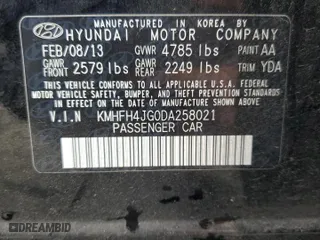 MANUFACTURED IN KOREA BY
HYUNDAI MOTOR COMPANY
FEB/08/13 GVWR 4785 lbs PAINT AA
GAWR FRONT 2579 lbs GAWR REAR 2249 lbs TRIM YDA
THIS VEHICLE CONFORMS TO ALL APPLICABLE U.S.A FEDERAL
MOTOR VEHICLE SAFETY, BUMPER, AND THEFT PREVENTION
STANDARDS IN EFFECT ON THE DATE OF MANUFACTURE SHOWN ABOVE.
V.I.N KMHFH4JG0DA258021
PASSENGER CAR
DREAMBID